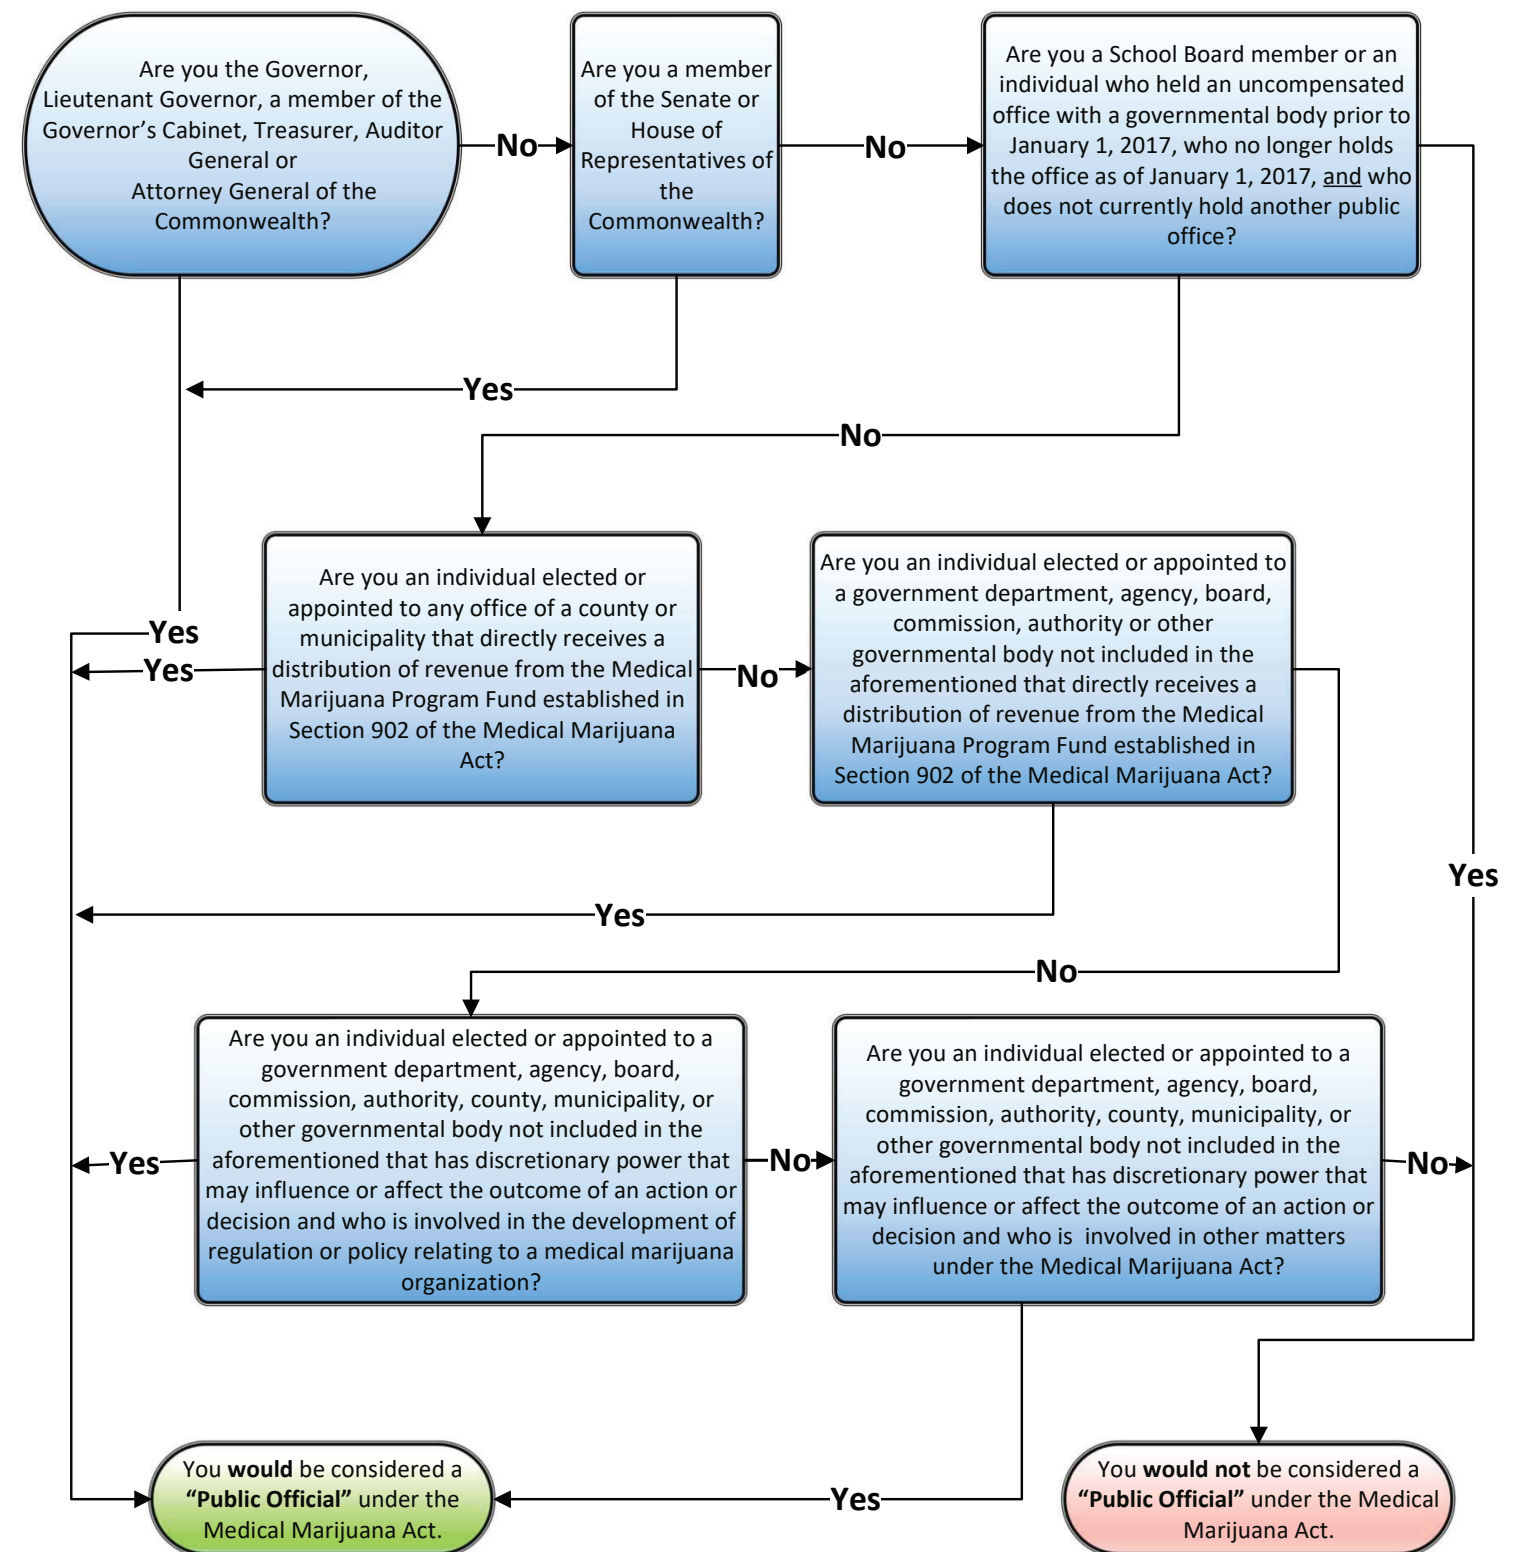 Are you the Governor,
Lieutenant Governor, a member of the
Governor’s Cabinet, Treasurer, Auditor
General or
Attorney General of the
Commonwealth?
No
Are you a member
of the Senate or
House of
Representatives of
the
Commonwealth?
No
Are you a School Board member or an
individual who held an uncompensated
office with a governmental body prior to
January 1, 2017, who no longer holds
the office as of January 1, 2017, and who
does not currently hold another public
office?
Yes
No
Are you an individual elected or
appointed to any office of a county or
municipality that directly receives a
distribution of revenue from the Medical
Marijuana Program Fund established in
Section 902 of the Medical Marijuana
Act?
Yes
Yes
No
Are you an individual elected or appointed to
a government department, agency, board,
commission, authority or other
governmental body not included in the
aforementioned that directly receives a
distribution of revenue from the Medical
Marijuana Program Fund established in
Section 902 of the Medical Marijuana Act?
Yes
Yes
No
Are you an individual elected or appointed to a
government department, agency, board,
commission, authority, county, municipality, or
other governmental body not included in the
aforementioned that has discretionary power that
may influence or affect the outcome of an action or
decision and who is involved in the development of
regulation or policy relating to a medical marijuana
organization?
Yes
No
Are you an individual elected or appointed to a
government department, agency, board,
commission, authority, county, municipality, or
other governmental body not included in the
aforementioned that has discretionary power that
may influence or affect the outcome of an action or
decision and who is involved in other matters
under the Medical Marijuana Act?
No
You would be considered a
“Public Official” under the
Medical Marijuana Act.
Yes
You would not be considered a
“Public Official” under the Medical
Marijuana Act.